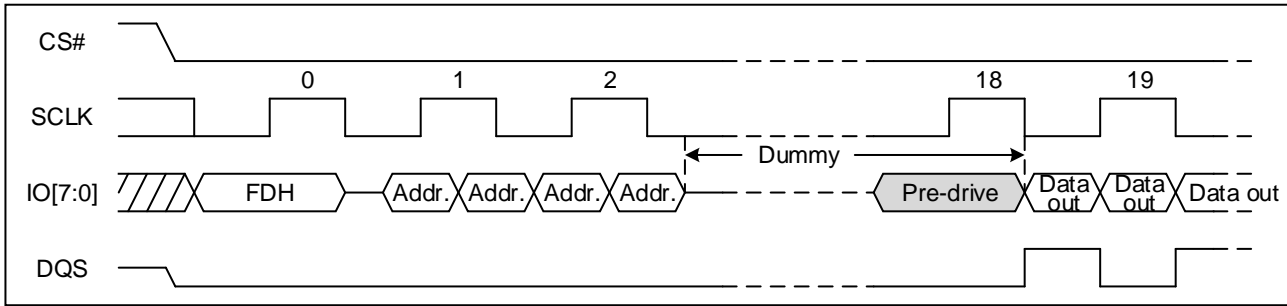 CS#
0 1 2 18 19
SCLK
Dummy
IO[7:0] FDH Addr. Addr. Addr. Addr. Pre-drive Data out Data out Data out
DQS